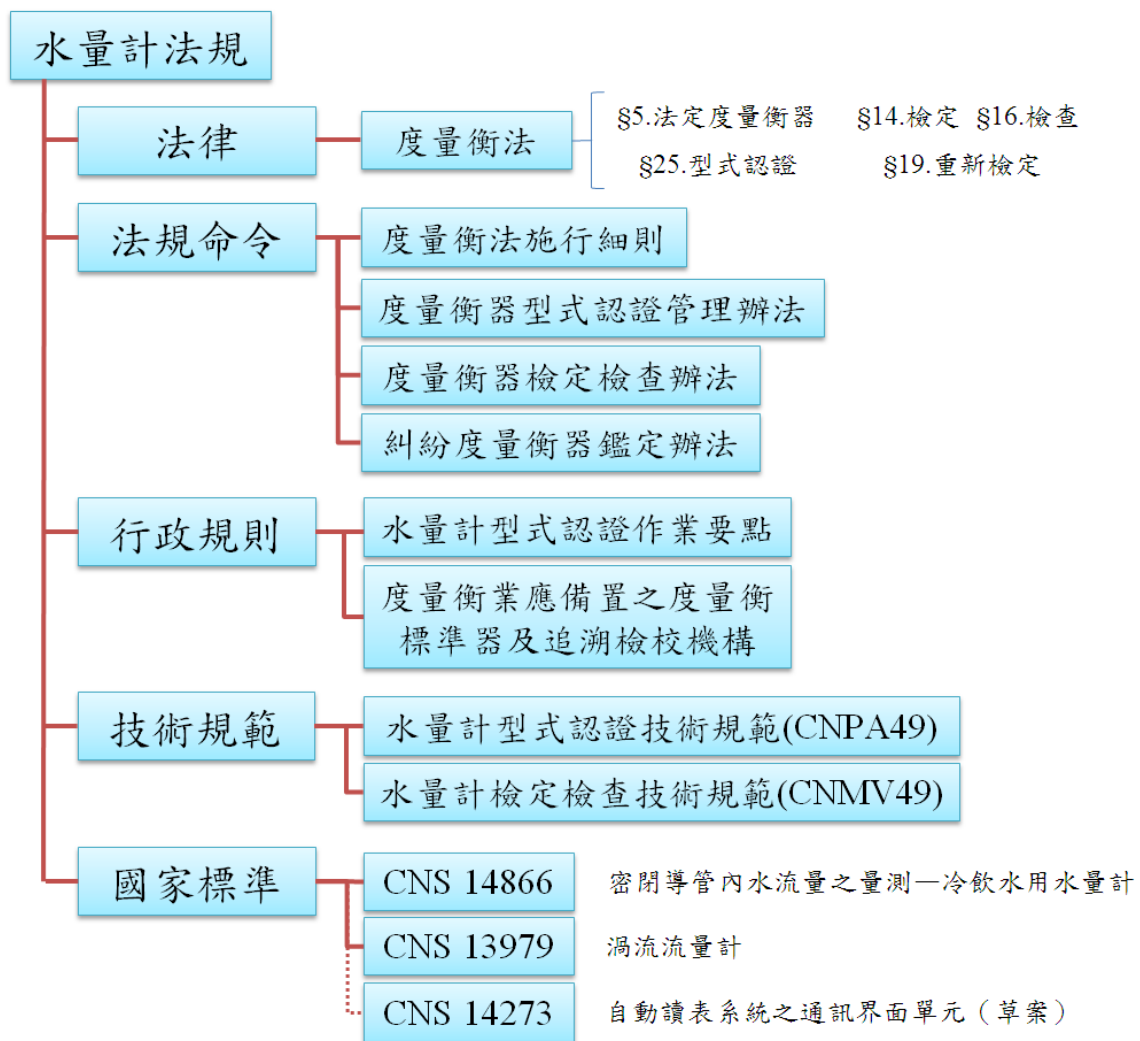 水量計法規
法律
度量衡法
§5.法定度量衡器 §14.檢定 §16.檢查
§25.型式認證 §19.重新檢定
法規命令
度量衡法施行細則
度量衡器型式認證管理辦法
度量衡器檢定檢查辦法
糾紛度量衡器鑑定辦法
行政規則
水量計型式認證作業要點
度量衡業應備置之度量衡
標準器及追溯檢校機構
技術規範
水量計型式認證技術規範(CNPA49)
水量計檢定檢查技術規範(CNMV49)
國家標準
CNS 14866 密閉導管內水流量之量測—冷飲水用水量計
CNS 13979 渦流流量計
CNS 14273 自動讀表系統之通訊界面單元（草案）